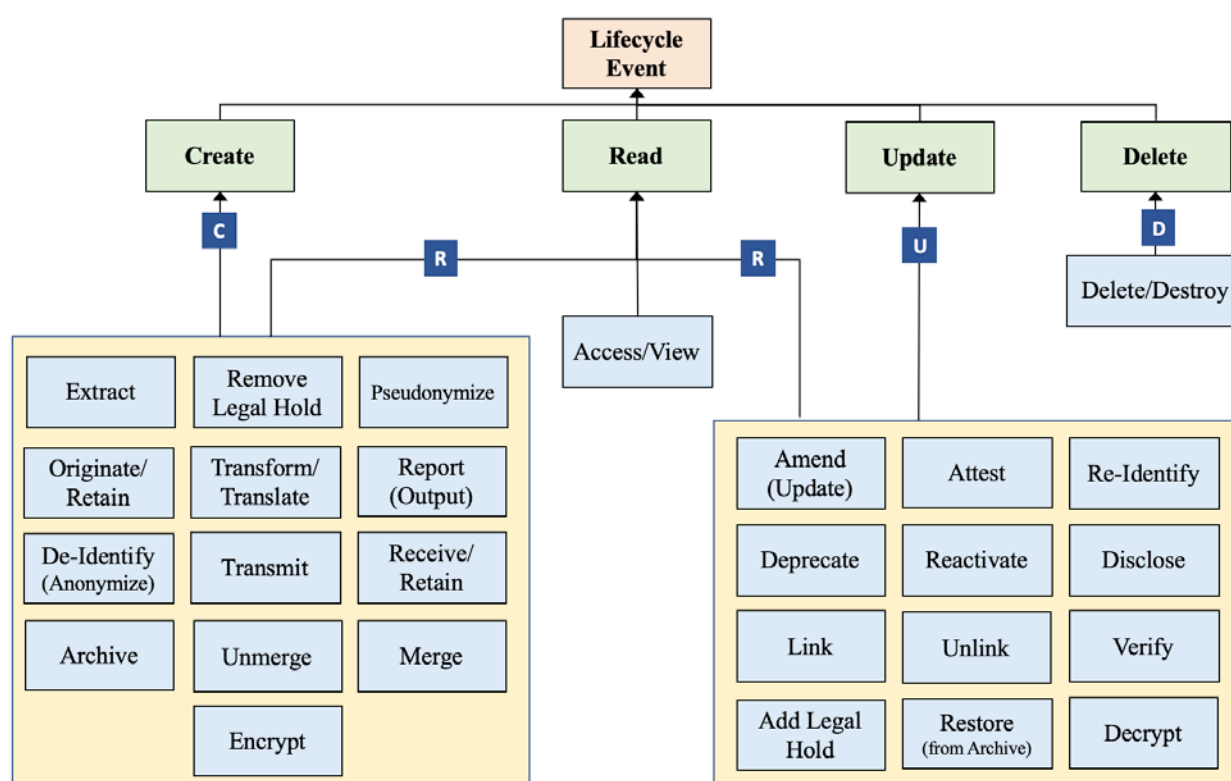 Lifecycle
Event
Create
Read
Update
Delete
C
R
R
U
D
Delete/Destroy
Access/View
Extract
Remove
Legal Hold
Pseudonymize
Originate/
Retain
Transform/
Translate
Report
(Output)
De-Identify
(Anonymize)
Transmit
Receive/
Retain
Archive
Unmerge
Merge
Encrypt
Amend
(Update)
Attest
Re-Identify
Deprecate
Reactivate
Disclose
Link
Unlink
Verify
Add Legal
Hold
Restore
(from Archive)
Decrypt